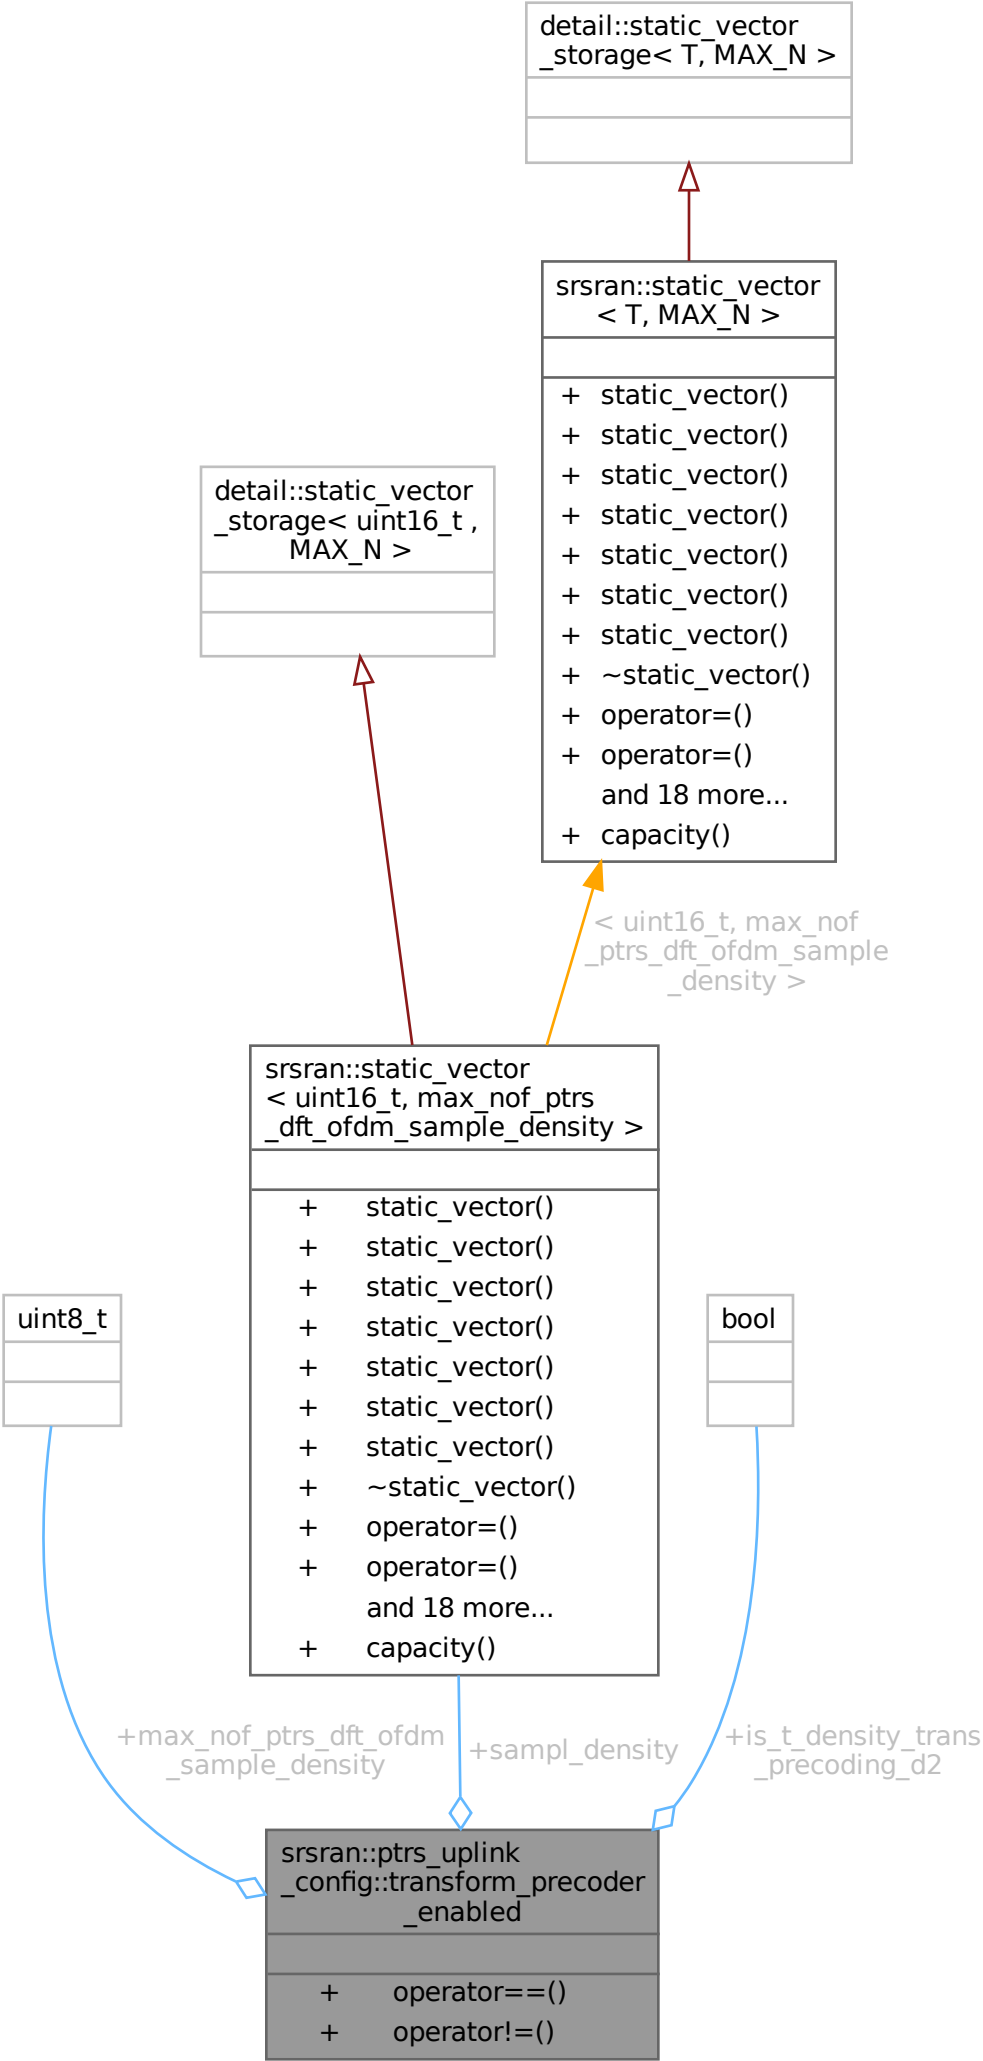 detail::static_vector
_storage< T, MAX_N >
srsran::static_vector
< T, MAX_N >
+ static_vector()
+ static_vector()
+ static_vector()
+ static_vector()
+ static_vector()
+ static_vector()
+ static_vector()
+ ~static_vector()
+ operator=()
+ operator=()
and 18 more...
+ capacity()
detail::static_vector
_storage< uint16_t ,
MAX_N >
< uint16_t, max_nof
_ptrs_dft_ofdm_sample
_density >
srsran::static_vector
< uint16_t, max_nof_ptrs
_dft_ofdm_sample_density >
+ static_vector()
+ static_vector()
+ static_vector()
+ static_vector()
+ static_vector()
+ static_vector()
+ static_vector()
+ ~static_vector()
+ operator=()
+ operator=()
and 18 more...
+ capacity()
uint8_t
bool
+max_nof_ptrs_dft_ofdm
_sample_density
+sampl_density
+is_t_density_trans
_precoding_d2
srsran::ptrs_uplink
_config::transform_precoder
_enabled
+ operator==()
+ operator!=()